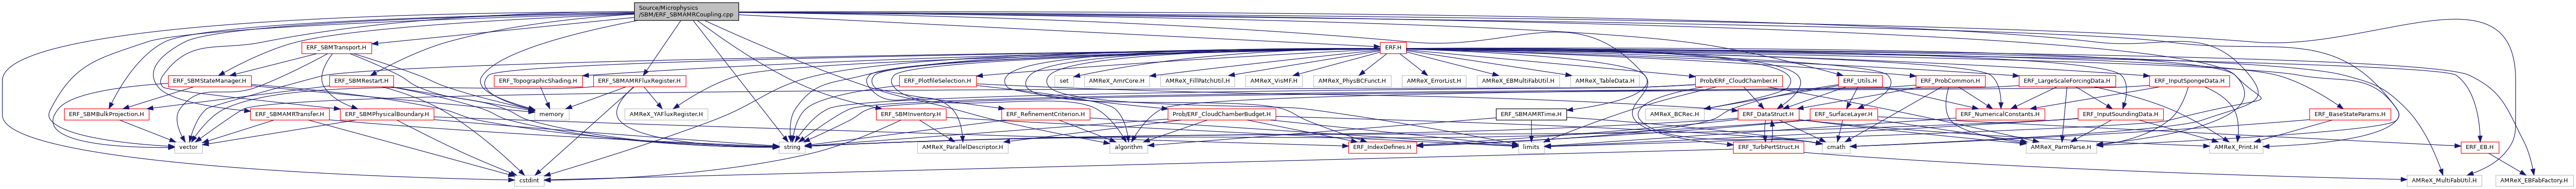 Source/Microphysics
/SBM/ERF_SBMAMRCoupling.cpp
ERF_SBMTransport.H
ERF.H
ERF_SBMStateManager.H
ERF_SBMRestart.H
ERF_TopographicShading.H
ERF_SBMAMRFluxRegister.H
ERF_PlotfileSelection.H
set
AMReX_AmrCore.H
AMReX_FillPatchUtil.H
AMReX_VisMF.H
AMReX_PhysBCFunct.H
AMReX_ErrorList.H
AMReX_EBMultiFabUtil.H
AMReX_TableData.H
Prob/ERF_CloudChamber.H
ERF_Utils.H
ERF_ProbCommon.H
ERF_LargeScaleForcingData.H
ERF_InputSpongeData.H
ERF_SBMBulkProjection.H
ERF_SBMAMRTransfer.H
ERF_SBMPhysicalBoundary.H
memory
AMReX_YAFluxRegister.H
ERF_SBMInventory.H
ERF_RefinementCriterion.H
Prob/ERF_CloudChamberBudget.H
ERF_SBMAMRTime.H
AMReX_BCRec.H
ERF_DataStruct.H
ERF_SurfaceLayer.H
ERF_NumericalConstants.H
ERF_InputSoundingData.H
ERF_BaseStateParams.H
vector
string
AMReX_ParallelDescriptor.H
algorithm
ERF_IndexDefines.H
limits
ERF_TurbPertStruct.H
cmath
AMReX_ParmParse.H
AMReX_Print.H
ERF_EB.H
cstdint
AMReX_MultiFabUtil.H
AMReX_EBFabFactory.H